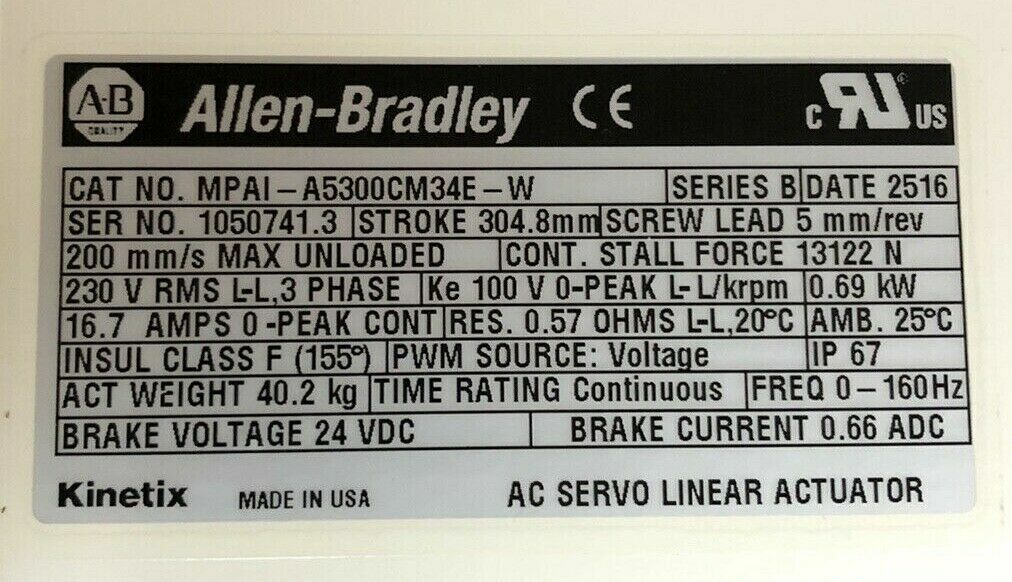 A-B QUALITY Allen-Bradley CE C RU ® US
CAT NO. MPAI-A5300CM34E-W SERIES B DATE 2516
SER NO. 1050741.3 STROKE 304.8mm SCREW LEAD 5 mm/rev
200 mm/s MAX UNLOADED CONT. STALL FORCE 13122 N
230 V RMS L-L,3 PHASE Ke 100 V 0-PEAK L-L/krpm 0.69 kW
16.7 AMPS 0-PEAK CONT RES. 0.57 OHMS L-L,20°C AMB. 25°C
INSUL CLASS F (155°) PWM SOURCE: Voltage IP 67
ACT WEIGHT 40.2 kg TIME RATING Continuous FREQ 0-160Hz
BRAKE VOLTAGE 24 VDC BRAKE CURRENT 0.66 ADC
Kinetix MADE IN USA AC SERVO LINEAR ACTUATOR